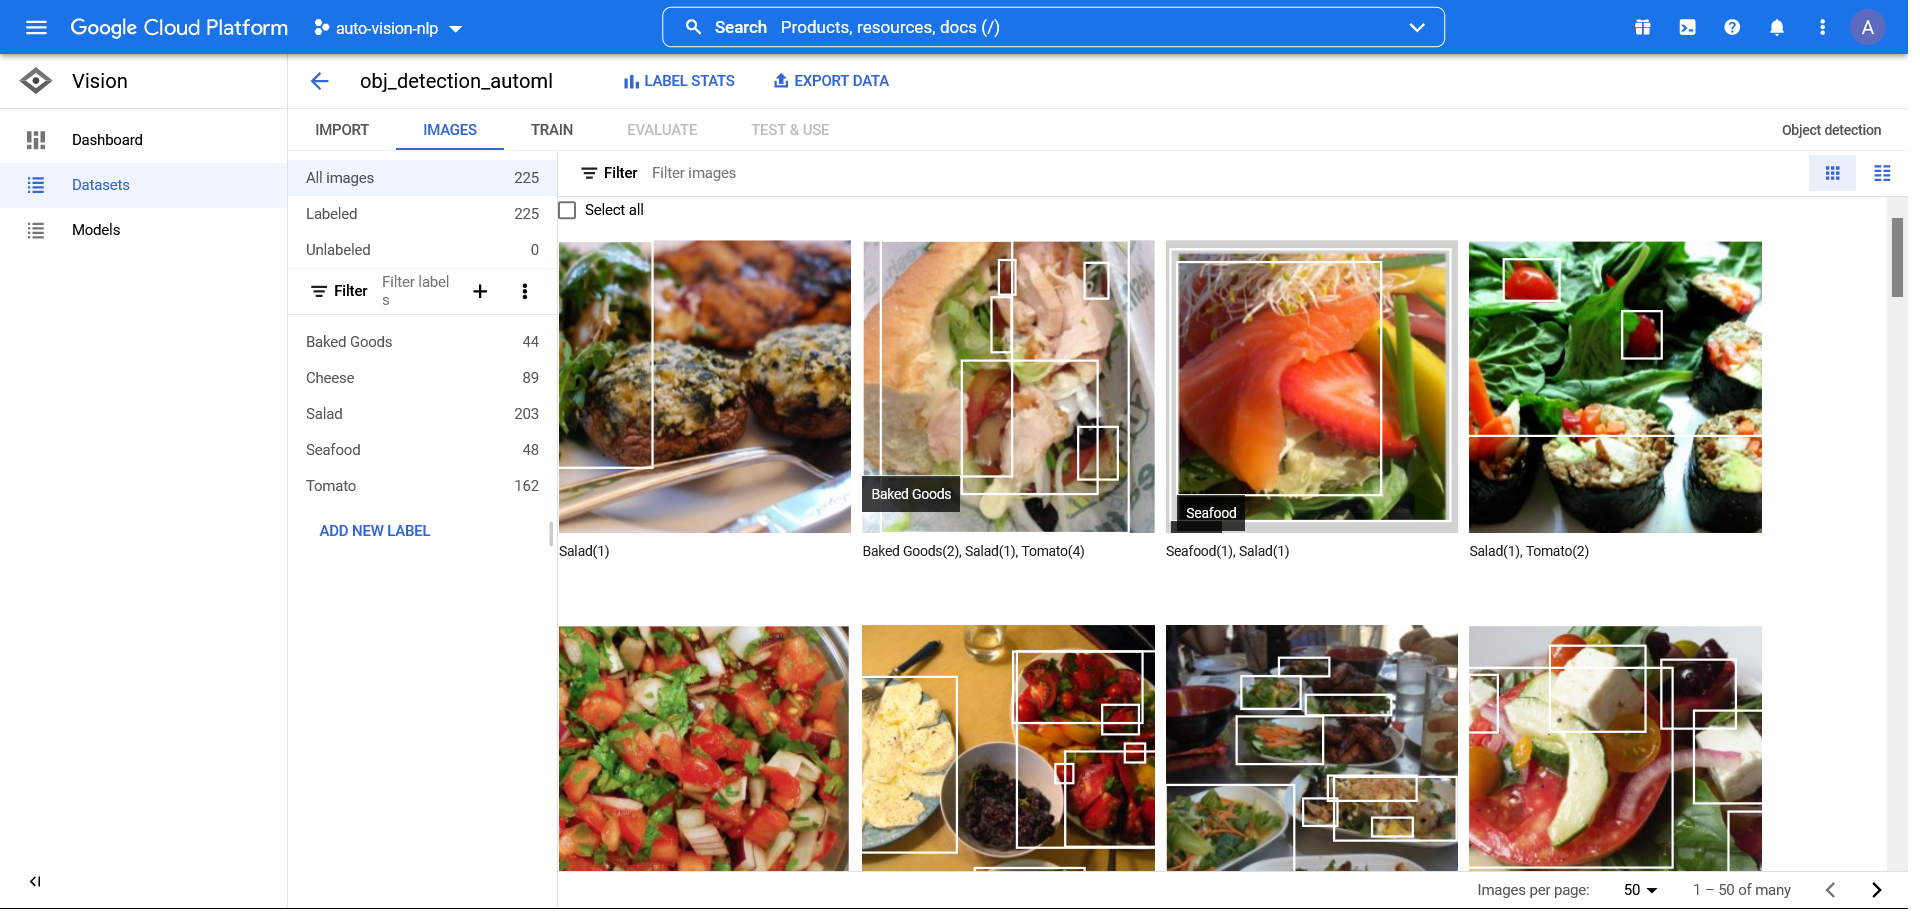 Google Cloud Platform
auto-vision-nlp
Search Products, resources, docs (/)
A
Vision
obj_detection_automl
LABEL STATS
EXPORT DATA
Dashboard
Datasets
Models
IMPORT
IMAGES
TRAIN
EVALUATE
TEST & USE
Object detection
All images 225
Labeled 225
Unlabeled 0
Filter Filter label
s
Baked Goods 44
Cheese 89
Salad 203
Seafood 48
Tomato 162
ADD NEW LABEL
Filter Filter images
Select all
Baked Goods
Seafood
Salad(1)
Baked Goods(2), Salad(1), Tomato(4)
Seafood(1), Salad(1)
Salad(1), Tomato(2)
Images per page: 50 1 – 50 of many